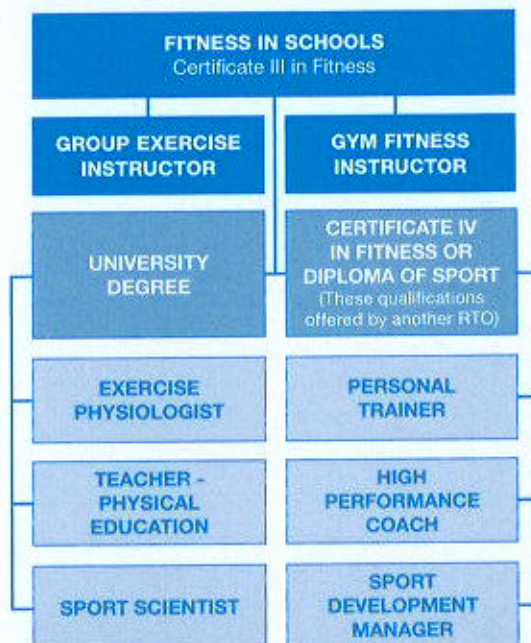 FITNESS IN SCHOOLS
Certificate III in Fitness
GROUP EXERCISE
INSTRUCTOR
GYM FITNESS
INSTRUCTOR
UNIVERSITY
DEGREE
CERTIFICATE IV
IN FITNESS OR
DIPLOMA OF SPORT
(These qualifications
offered by another RTO)
EXERCISE
PHYSIOLOGIST
PERSONAL
TRAINER
TEACHER -
PHYSICAL
EDUCATION
HIGH
PERFORMANCE
COACH
SPORT SCIENTIST
SPORT
DEVELOPMENT
MANAGER